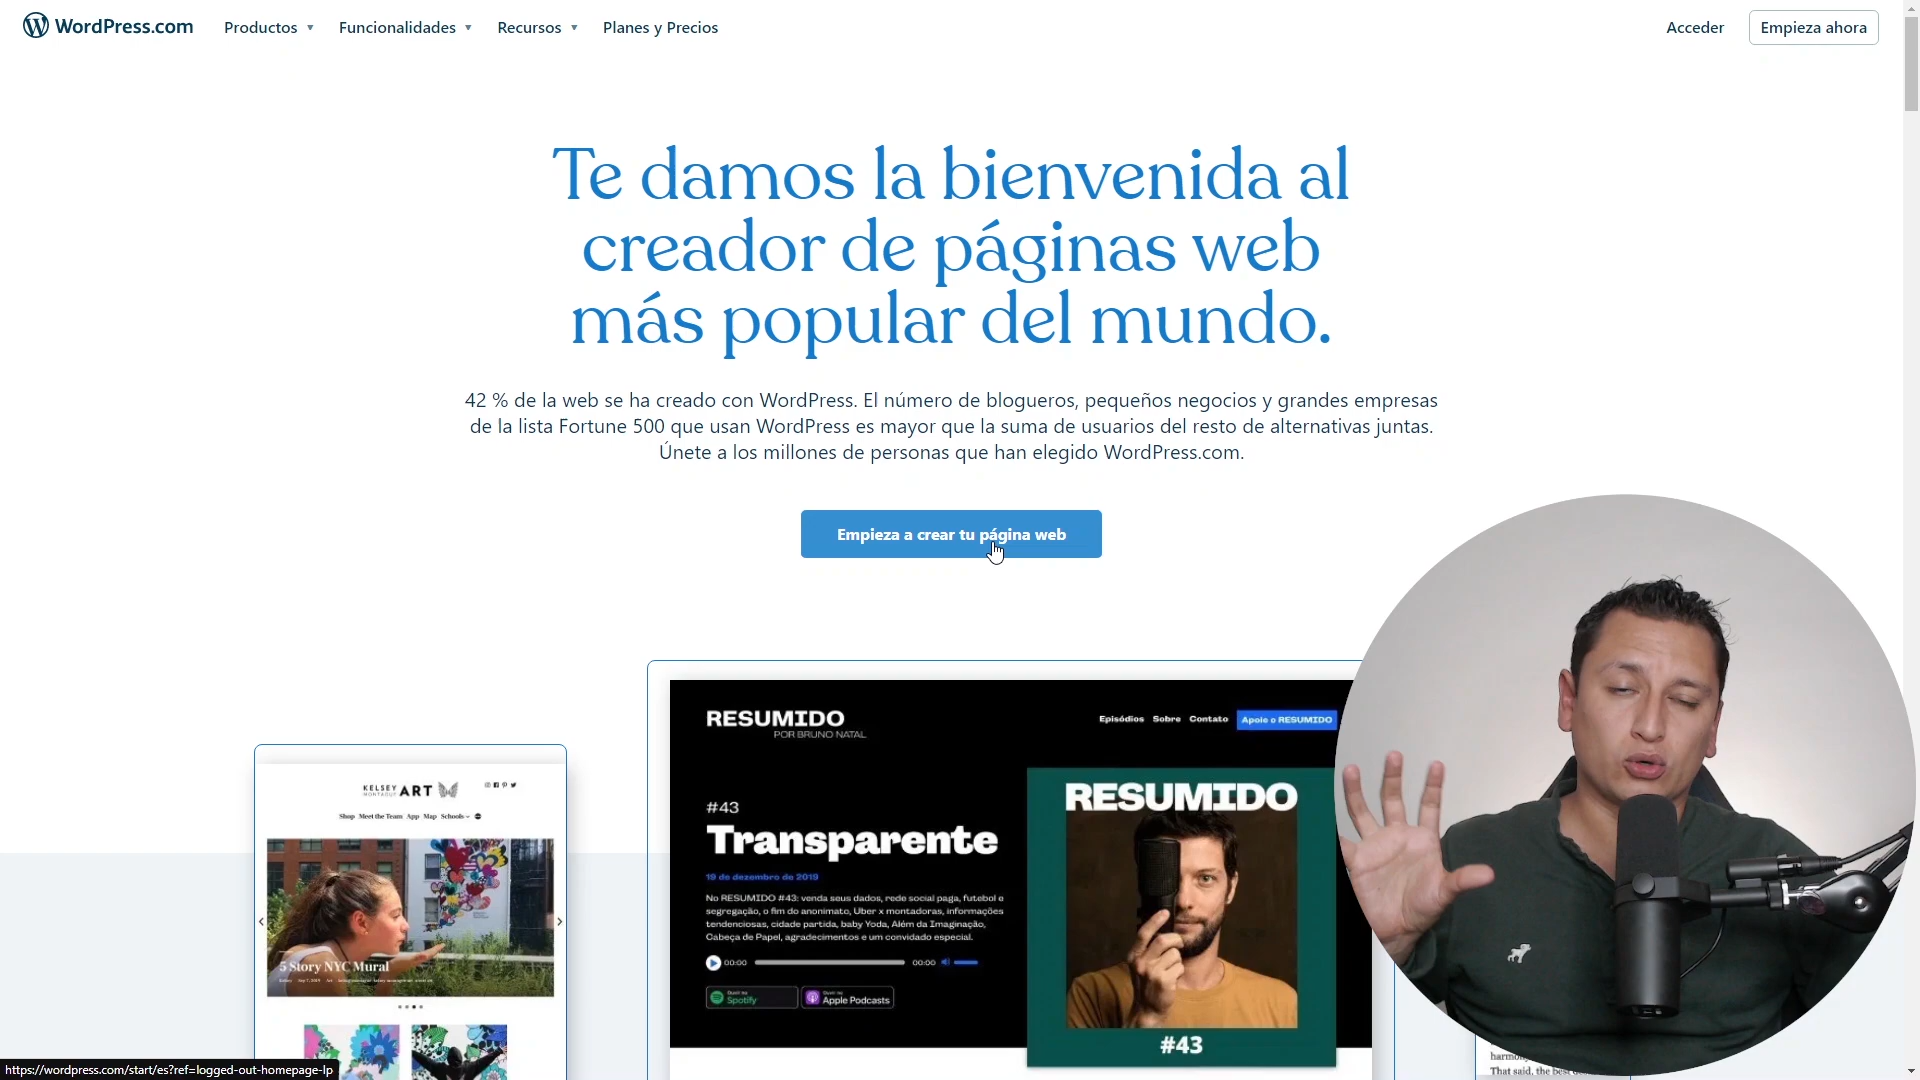 WordPress.com
Productos
Funcionalidades
Recursos
Planes y Precios
Acceder
Empieza ahora
Te damos la bienvenida al
creador de páginas web
más popular del mundo.
42 % de la web se ha creado con WordPress. El número de blogueros, pequeños negocios y grandes empresas
de la lista Fortune 500 que usan WordPress es mayor que la suma de usuarios del resto de alternativas juntas.
Únete a los millones de personas que han elegido WordPress.com.
Empieza a crear tu página web
KELSEY
MONTAGUE
ART
Shop Meet the Team App Map Schools
5 Story NYC Mural
RESUMIDO
POR BRUNO NATAL
Episódios Sobre Contato Apoie o RESUMIDO
#43
Transparente
19 de dezembro de 2019
No RESUMIDO #43: venda seus dados, rede social paga, futebol e
segregação, o fim do anonimato, Uber x montadoras, informações
tendenciosas, cidade partida, baby Yoda, Além da Imaginação,
Cabeça de Papel, agradecimentos e um convidado especial.
00:00
00:00
Spotify
Apple Podcasts
RESUMIDO
#43
That said, the best
https://wordpress.com/start/es?ref=logged-out-homepage-lp